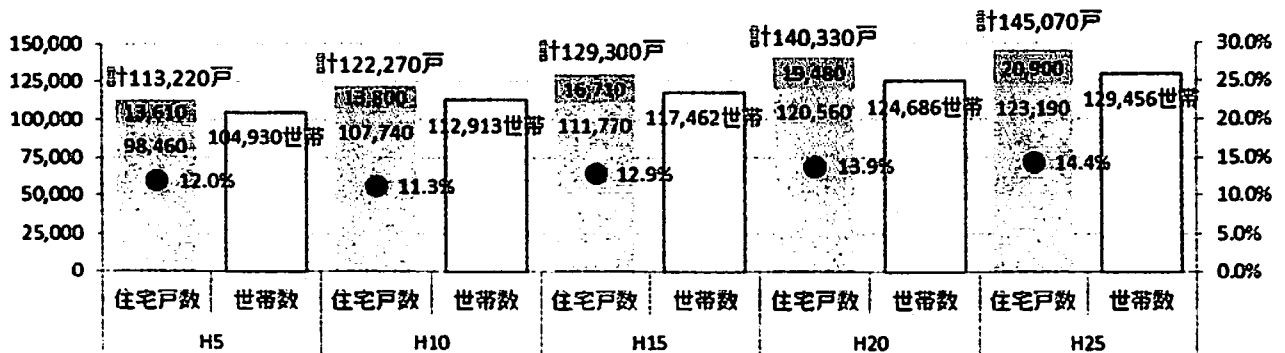 計145,070戸
計140,330戸
計129,300戸
計122,270戸
計113,220戸
150,000
125,000
100,000
75,000
50,000
25,000
0
30.0%
25.0%
20.0%
15.0%
10.0%
5.0%
0.0%
13,610
98,460
104,930世帯
12.0%
13,800
107,740
112,913世帯
11.3%
16,710
111,770
117,462世帯
12.9%
19,480
120,560
124,686世帯
13.9%
20,900
123,190
129,456世帯
14.4%
住宅戸数 世帯数 住宅戸数 世帯数 住宅戸数 世帯数 住宅戸数 世帯数 住宅戸数 世帯数
H5 H10 H15 H20 H25